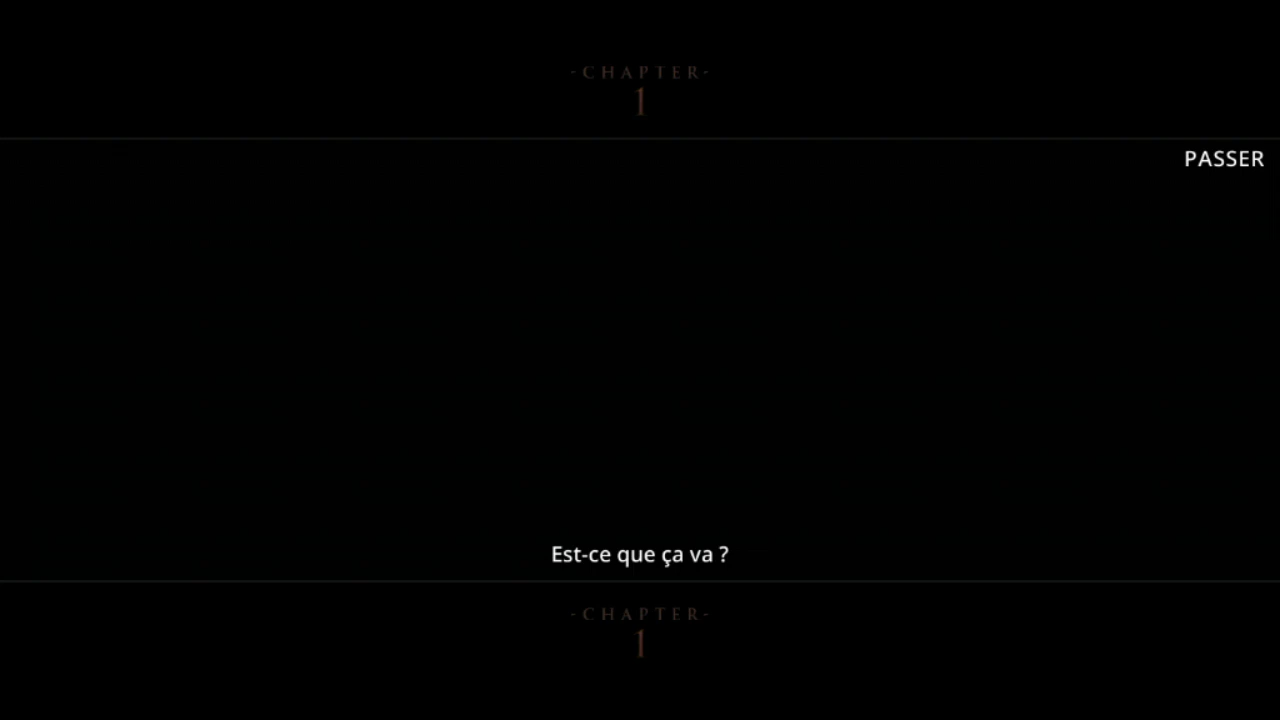 -CHAPTER-
1
PASSER
Est-ce que ça va ?
-CHAPTER-
1